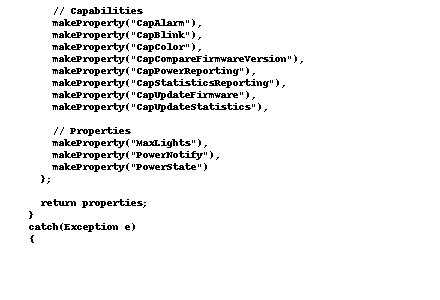 // Capabilities
makeProperty("CapAlarm"),
makeProperty("CapBlink"),
makeProperty("CapColor"),
makeProperty("CapCompareFirmwareVersion"),
makeProperty("CapPowerReporting"),
makeProperty("CapStatisticsReporting"),
makeProperty("CapUpdateFirmware"),
makeProperty("CapUpdateStatistics"),
// Properties
makeProperty("MaxLights"),
makeProperty("PowerNotify"),
makeProperty("PowerState")
};
return properties;
}
catch(Exception e)
{